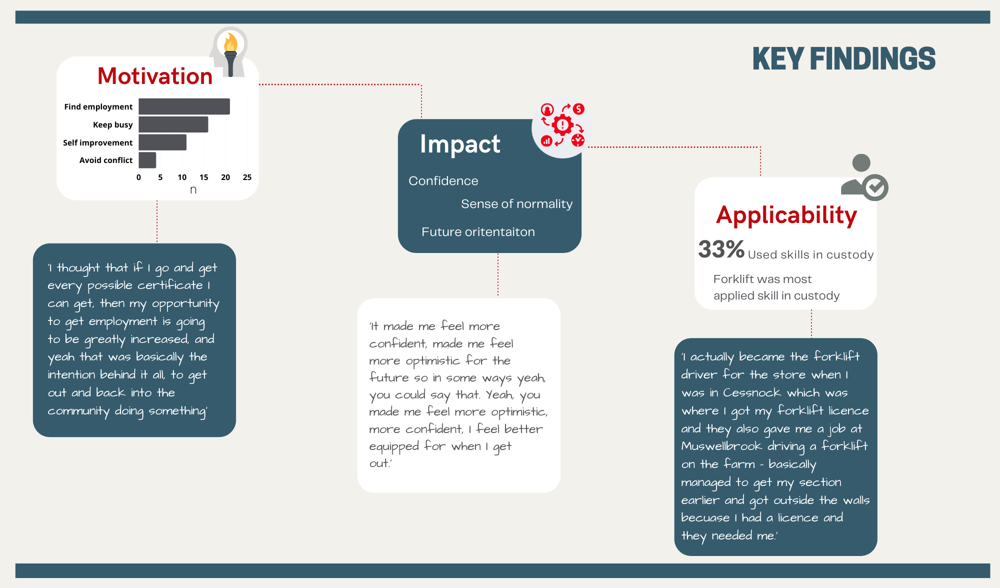 KEY FINDINGS
Motivation
Find employment
Keep busy
Self improvement
Avoid conflict
0 5 10 15 20 25
n
'I thought that if I go and get
every possible certificate I
can get, then my opportunity
to get employment is going
to be greatly increased, and
yeah that was basically the
intention behind it all, to get
out and back into the
community doing something'
Impact
Confidence
Sense of normality
Future oritentaiton
'It made me feel more
confident, made me feel
more optimistic for the
future so in some ways yeah,
you could say that. Yeah, you
made me feel more optimistic,
more confident, I feel better
equipped for when I get
out.'
Applicability
33% Used skills in custody
Forklift was most
applied skill in custody
'I actually became the forklift
driver for the store when I
was in Cessnock which was
where I got my forklift licence
and they also gave me a job at
Muswellbrook driving a forklift
on the farm - basically
managed to get my section
earlier and got outside the walls
becuase I had a licence and
they needed me.'